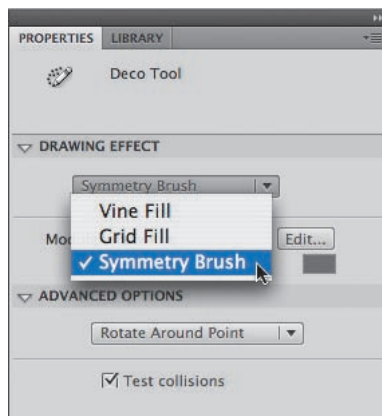 PROPERTIES LIBRARY
Deco Tool
DRAWING EFFECT
Symmetry Brush
Vine Fill
Grid Fill
Edit...
✓ Symmetry Brush
ADVANCED OPTIONS
Rotate Around Point
Test collisions